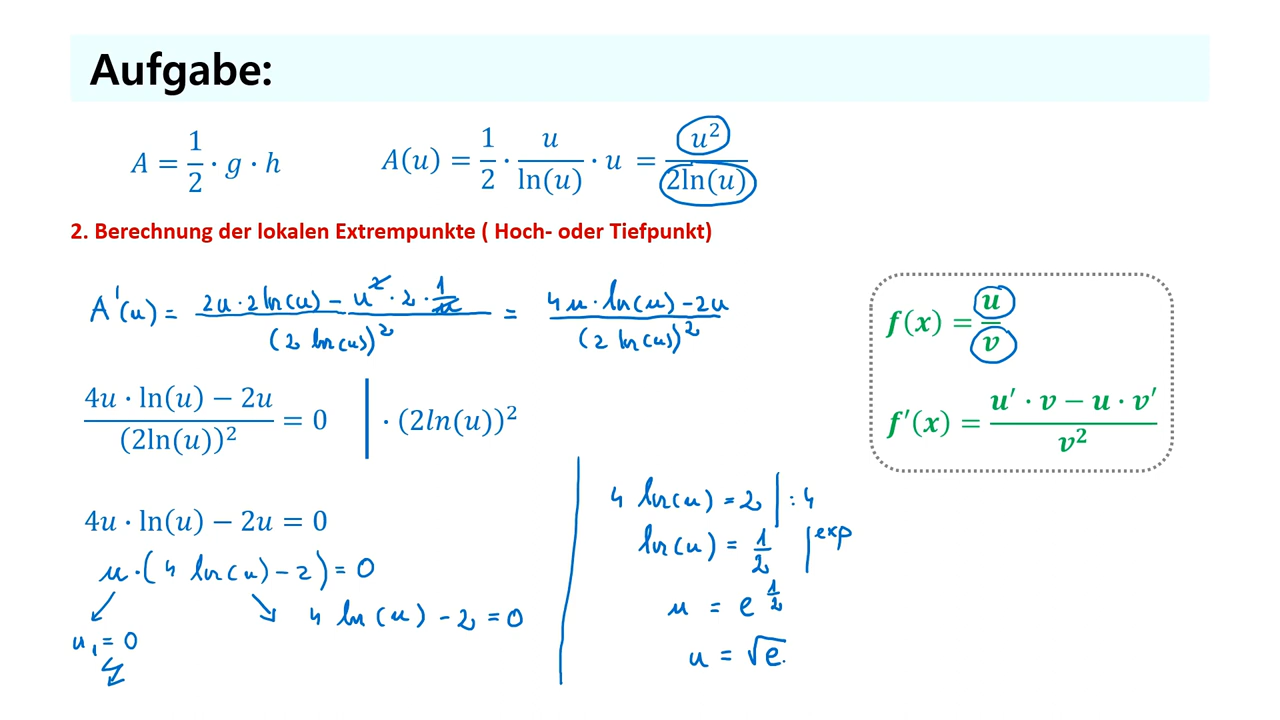 Aufgabe:
A = 1/2 · g · h
A(u) = 1/2 · u/ln(u) · u = u²/2ln(u)
2. Berechnung der lokalen Extrempunkte ( Hoch- oder Tiefpunkt)
A'(u) = (2u · 2 ln(u) − u² · 2 · 1/u)/(2 ln(u))² = (4u · ln(u) − 2u)/(2 ln(u))²
f(x) = u/v
f′(x) = (u′ · v − u · v′)/v²
(4u · ln(u) − 2u)/(2ln(u))² = 0 | · (2ln(u))²
4u · ln(u) − 2u = 0
u · (4 ln(u) − 2) = 0
4 ln(u) − 2 = 0
u₁ = 0
4 ln(u) = 2 | : 4
ln(u) = 1/2 | exp
u = e^(1/2)
u = √e.